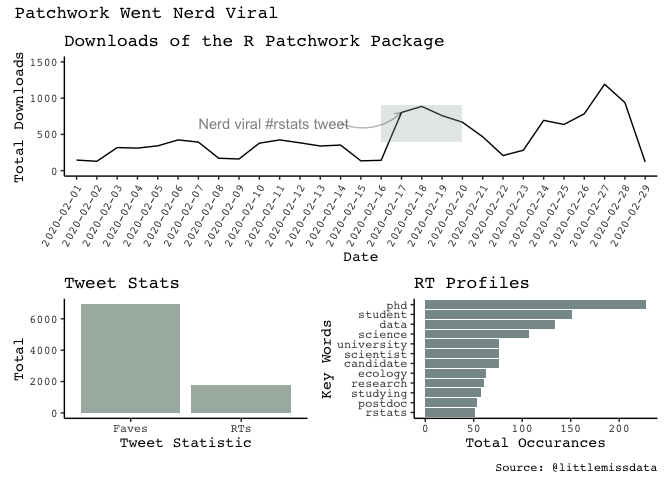 Patchwork Went Nerd Viral
Downloads of the R Patchwork Package
Total Downloads
1500
1000
500
0
Nerd viral #rstats tweet
2020-02-01
2020-02-02
2020-02-03
2020-02-04
2020-02-05
2020-02-06
2020-02-07
2020-02-08
2020-02-09
2020-02-10
2020-02-11
2020-02-12
2020-02-13
2020-02-14
2020-02-15
2020-02-16
2020-02-17
2020-02-18
2020-02-19
2020-02-20
2020-02-21
2020-02-22
2020-02-23
2020-02-24
2020-02-25
2020-02-26
2020-02-27
2020-02-28
2020-02-29
Date
Tweet Stats
Total
6000
4000
2000
0
Faves
RTs
Tweet Statistic
RT Profiles
Key Words
phd
student
data
science
university
scientist
candidate
ecology
research
studying
postdoc
rstats
0
50
100
150
200
Total Occurances
Source: @littlemissdata